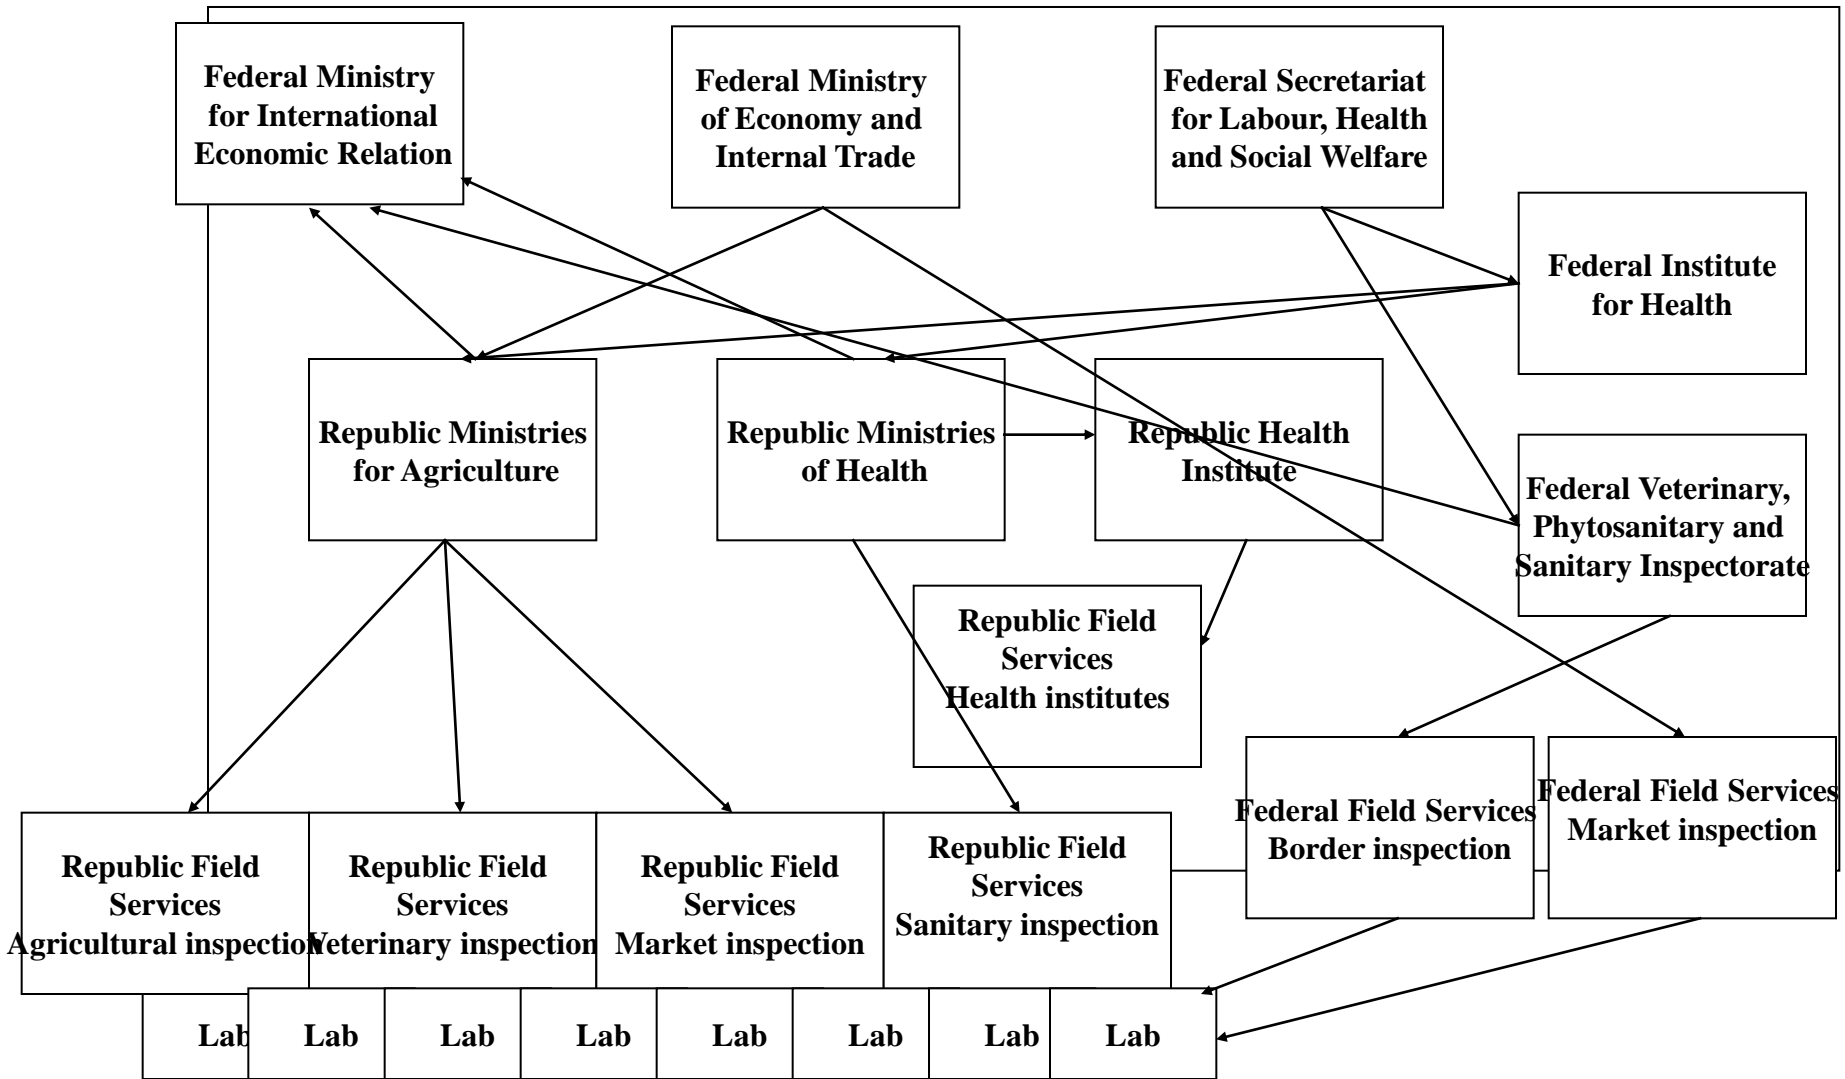 Federal Ministry
for International
Economic Relation
Federal Ministry
of Economy and
Internal Trade
Federal Secretariat
for Labour, Health
and Social Welfare
Federal Institute
for Health
Republic Ministries
for Agriculture
Republic Ministries
of Health
Republic Health
Institute
Federal Veterinary,
Phytosanitary and
Sanitary Inspectorate
Republic Field
Services
Health institutes
Federal Field Services
Border inspection
Federal Field Services
Market inspection
Republic Field
Services
Agricultural inspection
Republic Field
Services
Veterinary inspection
Republic Field
Services
Market inspection
Republic Field
Services
Sanitary inspection
Lab
Lab
Lab
Lab
Lab
Lab
Lab
Lab